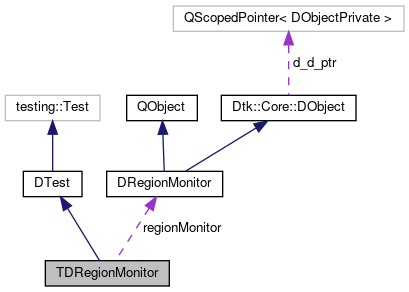 QScopedPointer< DObjectPrivate >
d_d_ptr
testing::Test
QObject
Dtk::Core::DObject
DTest
DRegionMonitor
regionMonitor
TDRegionMonitor